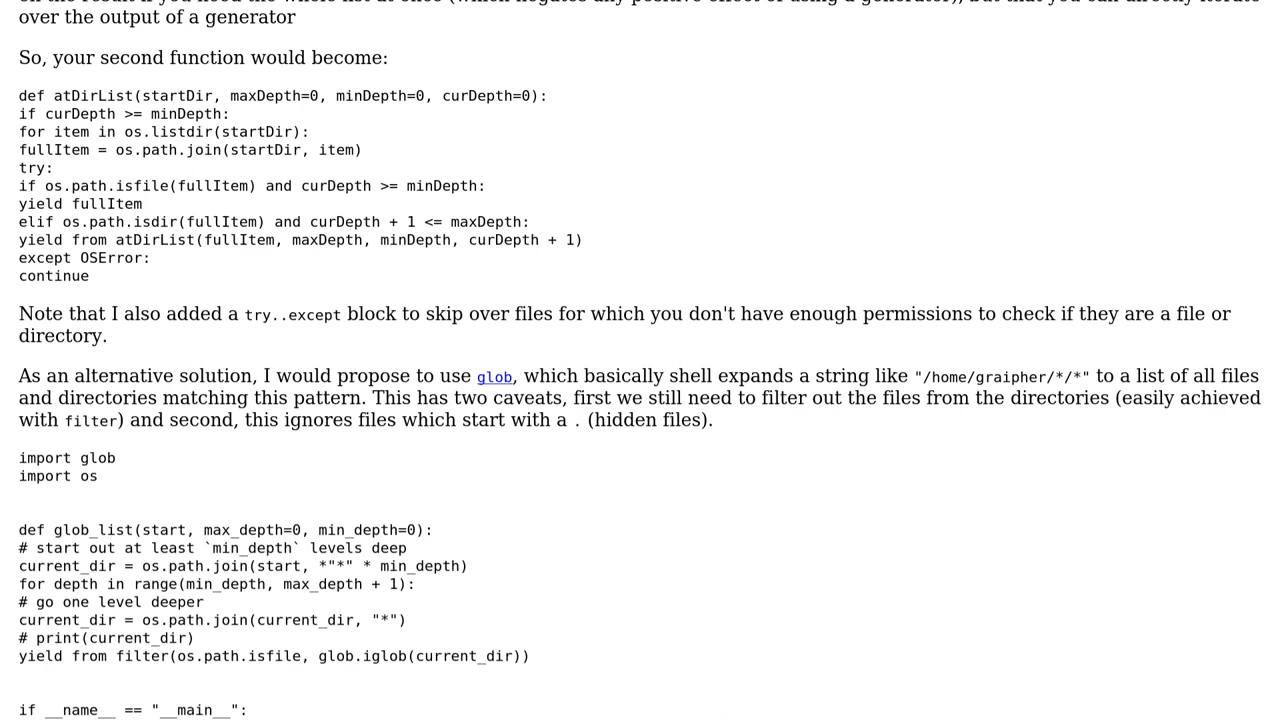 over the output of a generator
So, your second function would become:
def atDirList(startDir, maxDepth=0, minDepth=0, curDepth=0):
if curDepth >= minDepth:
for item in os.listdir(startDir):
fullItem = os.path.join(startDir, item)
try:
if os.path.isfile(fullItem) and curDepth >= minDepth:
yield fullItem
elif os.path.isdir(fullItem) and curDepth + 1 <= maxDepth:
yield from atDirList(fullItem, maxDepth, minDepth, curDepth + 1)
except OSError:
continue
Note that I also added a try..except block to skip over files for which you don't have enough permissions to check if they are a file or
directory.
As an alternative solution, I would propose to use glob, which basically shell expands a string like "/home/graipher/*/*" to a list of all files
and directories matching this pattern. This has two caveats, first we still need to filter out the files from the directories (easily achieved
with filter) and second, this ignores files which start with a . (hidden files).
import glob
import os
def glob_list(start, max_depth=0, min_depth=0):
# start out at least `min_depth` levels deep
current_dir = os.path.join(start, *"*" * min_depth)
for depth in range(min_depth, max_depth + 1):
# go one level deeper
current_dir = os.path.join(current_dir, "*")
# print(current_dir)
yield from filter(os.path.isfile, glob.iglob(current_dir))
if __name__ == "__main__":